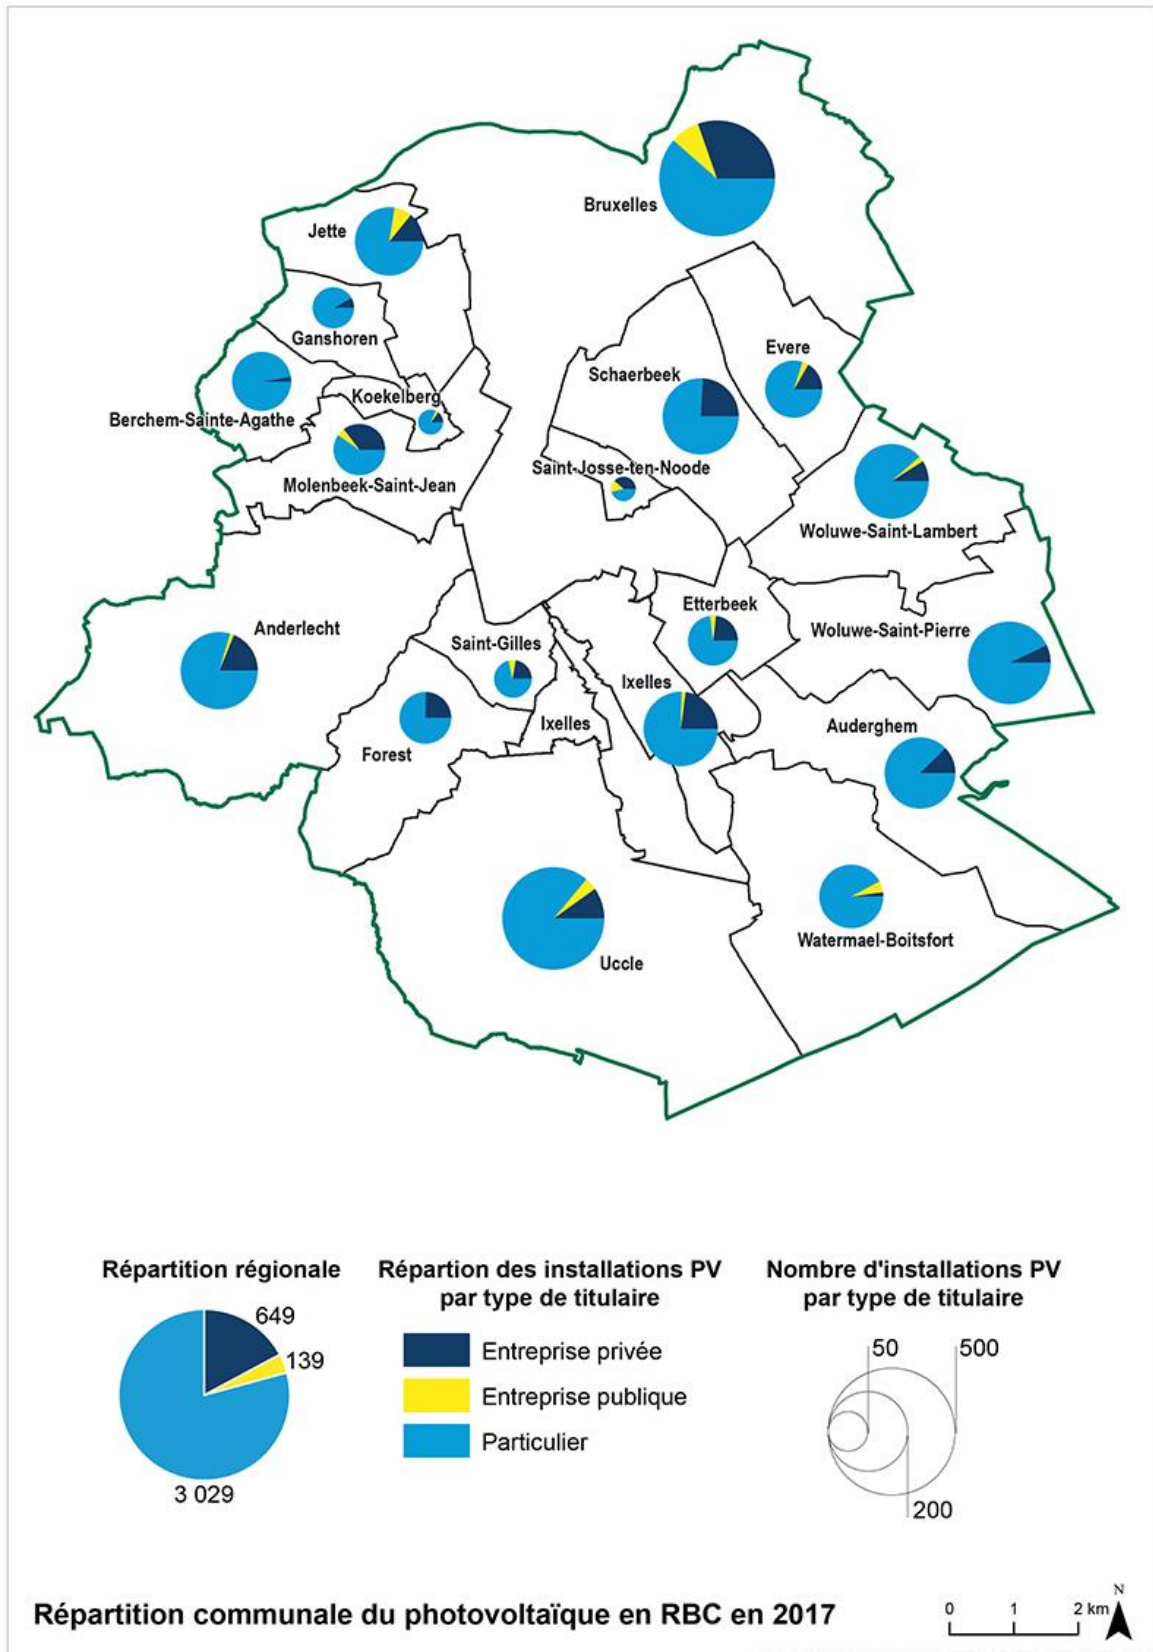 Bruxelles
Jette
Ganshoren
Evere
Schaerbeek
Koekelberg
Berchem-Sainte-Agathe
Saint-Josse-ten-Noode
Molenbeek-Saint-Jean
Woluwe-Saint-Lambert
Etterbeek
Anderlecht
Woluwe-Saint-Pierre
Saint-Gilles
Ixelles
Ixelles
Auderghem
Forest
Watermael-Boitsfort
Uccle
Répartition régionale
649
139
3 029
Répartion des installations PV
par type de titulaire
Entreprise privée
Entreprise publique
Particulier
Nombre d'installations PV
par type de titulaire
50
500
200
Répartition communale du photovoltaïque en RBC en 2017
0 1 2 km
N